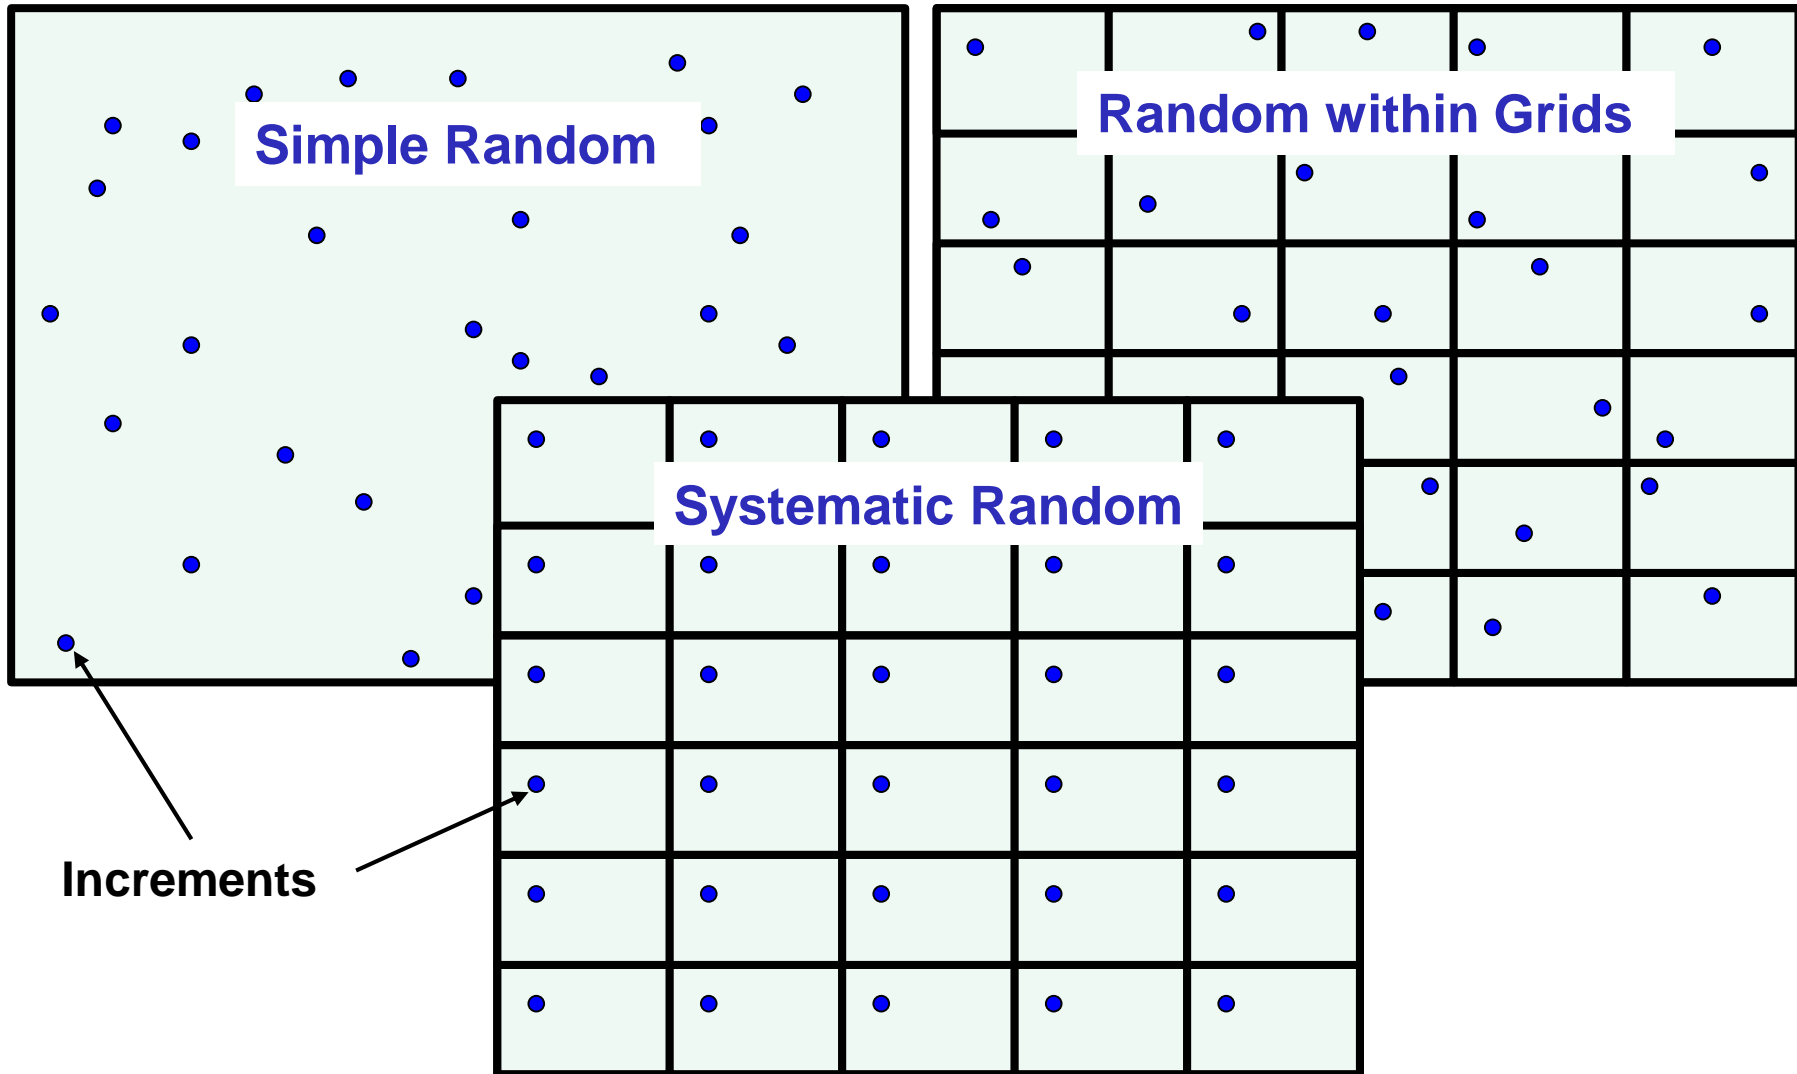 Simple Random
Random within Grids
Systematic Random
Increments